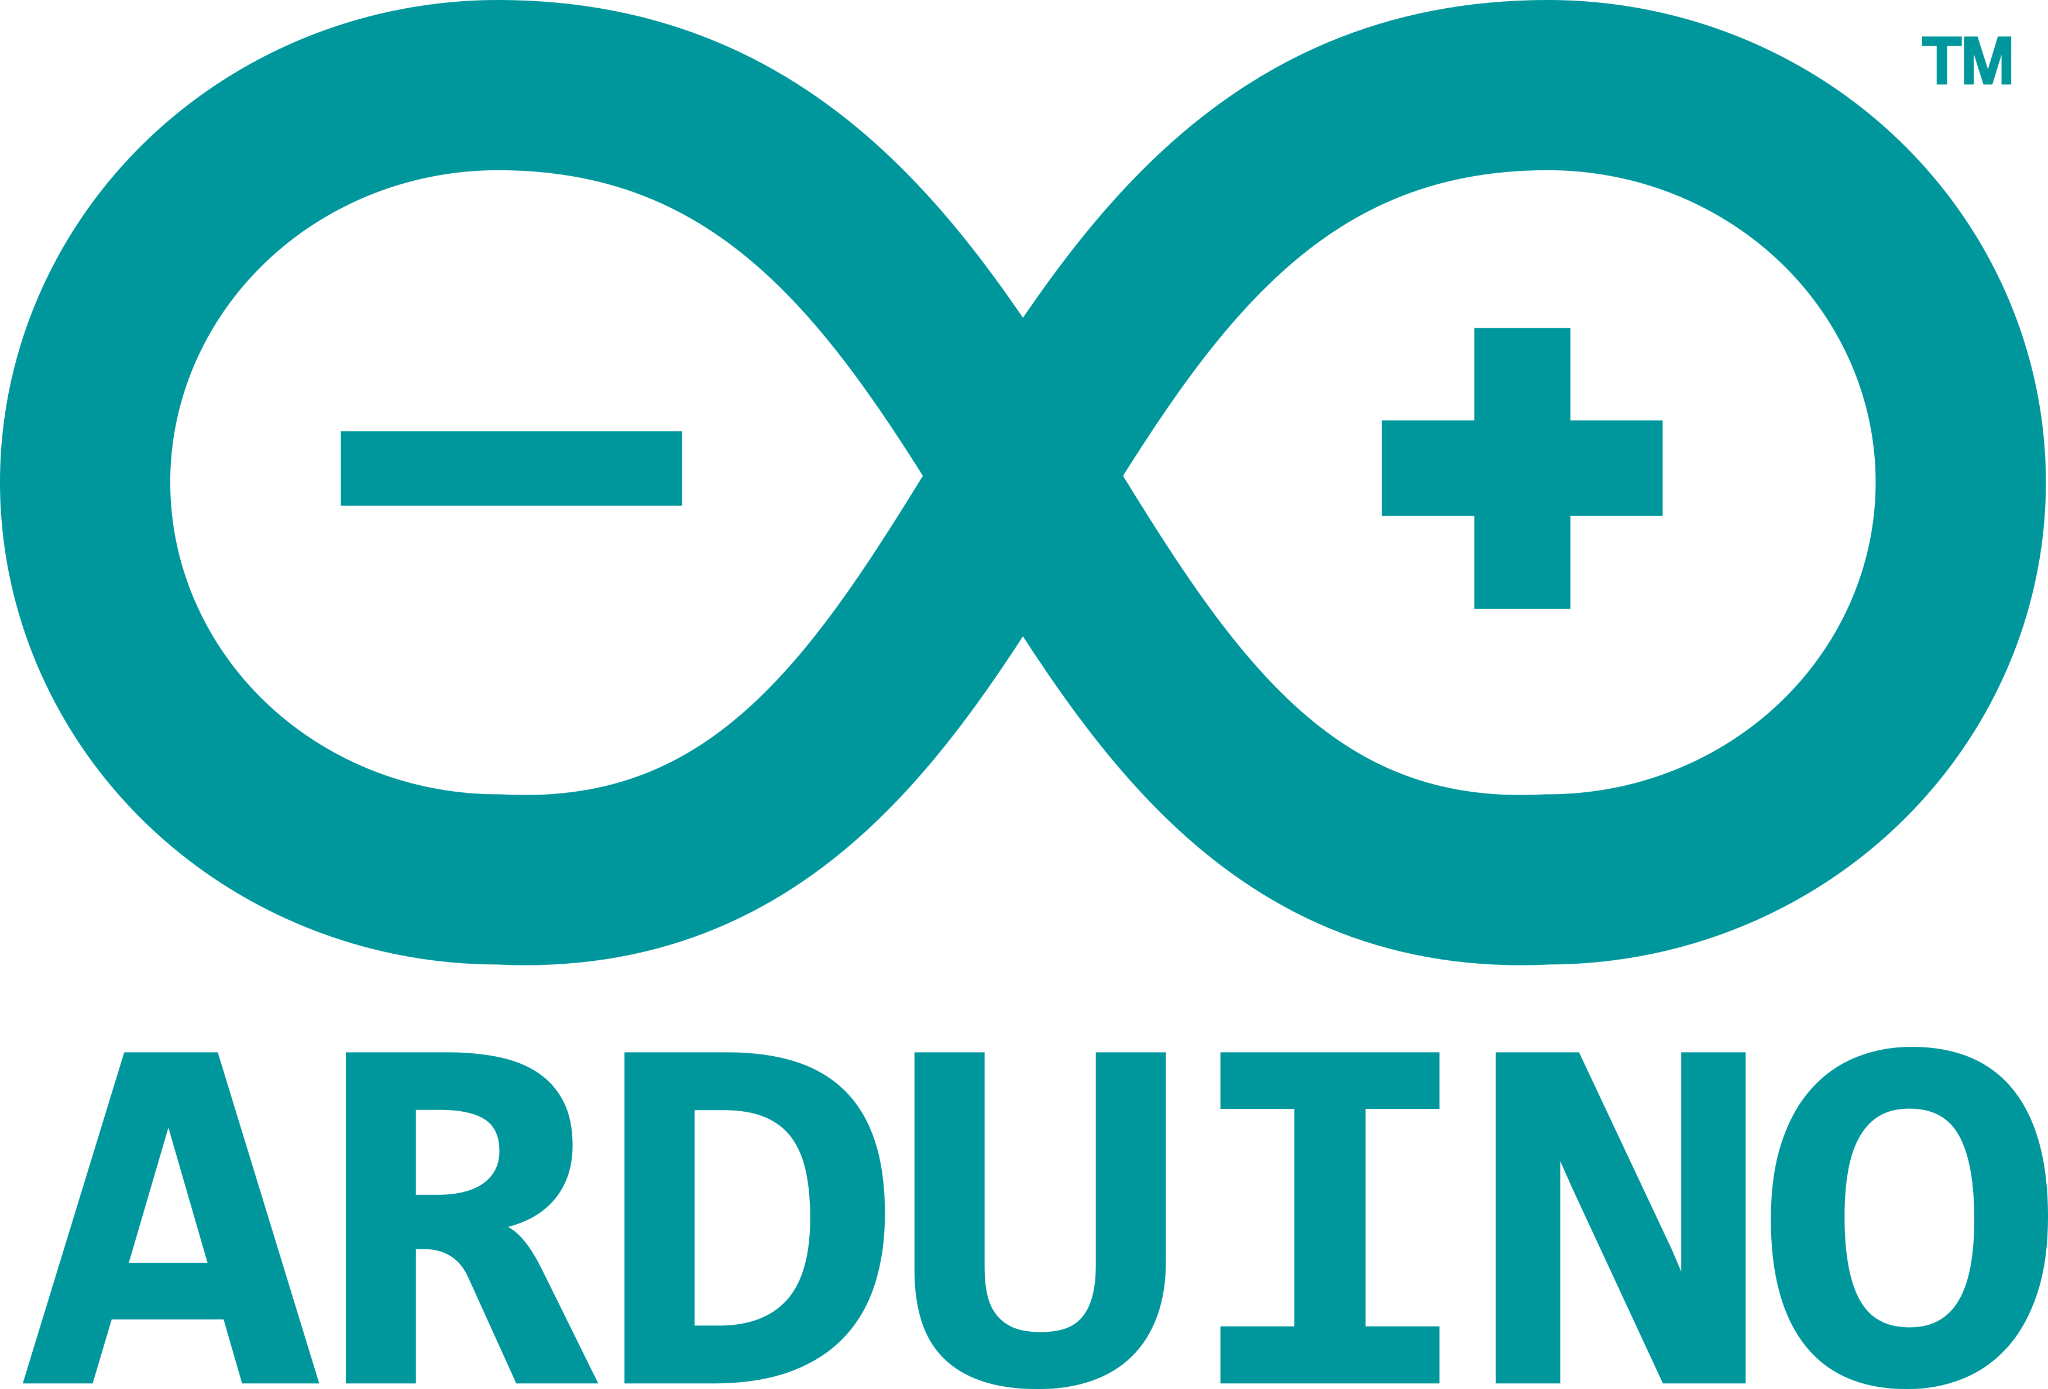 TM
− +
ARDUINO